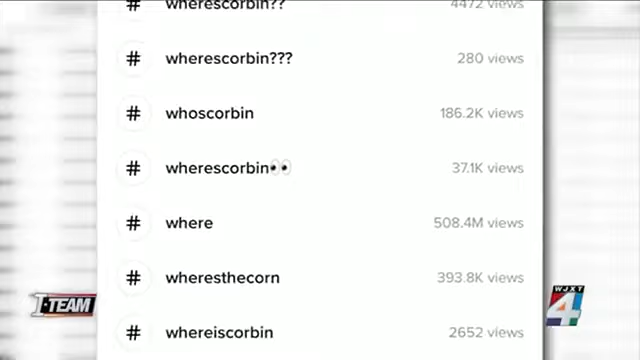 wherescorbin??
4472 views
# wherescorbin???
280 views
# whoscorbin
186.2K views
# wherescorbin👀
37.1K views
# where
508.4M views
# wheresthecorn
393.8K views
# whereiscorbin
2652 views
I-TEAM
WJXT
4